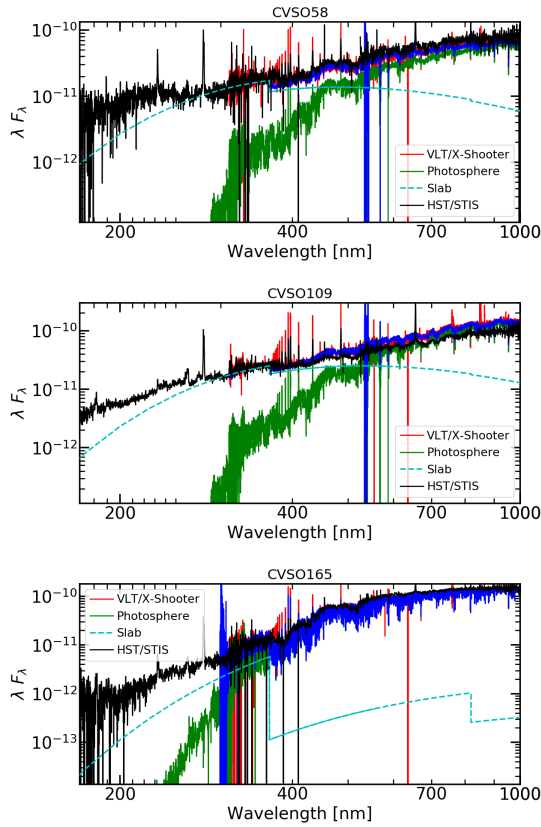 CVSO58
10⁻¹⁰
10⁻¹¹
10⁻¹²
λ F_λ
VLT/X-Shooter
Photosphere
Slab
HST/STIS
200 400 700 1000
Wavelength [nm]
CVSO109
10⁻¹⁰
10⁻¹¹
10⁻¹²
λ F_λ
VLT/X-Shooter
Photosphere
Slab
HST/STIS
200 400 700 1000
Wavelength [nm]
CVSO165
10⁻¹⁰
10⁻¹¹
10⁻¹²
10⁻¹³
λ F_λ
VLT/X-Shooter
Photosphere
Slab
HST/STIS
200 400 700 1000
Wavelength [nm]